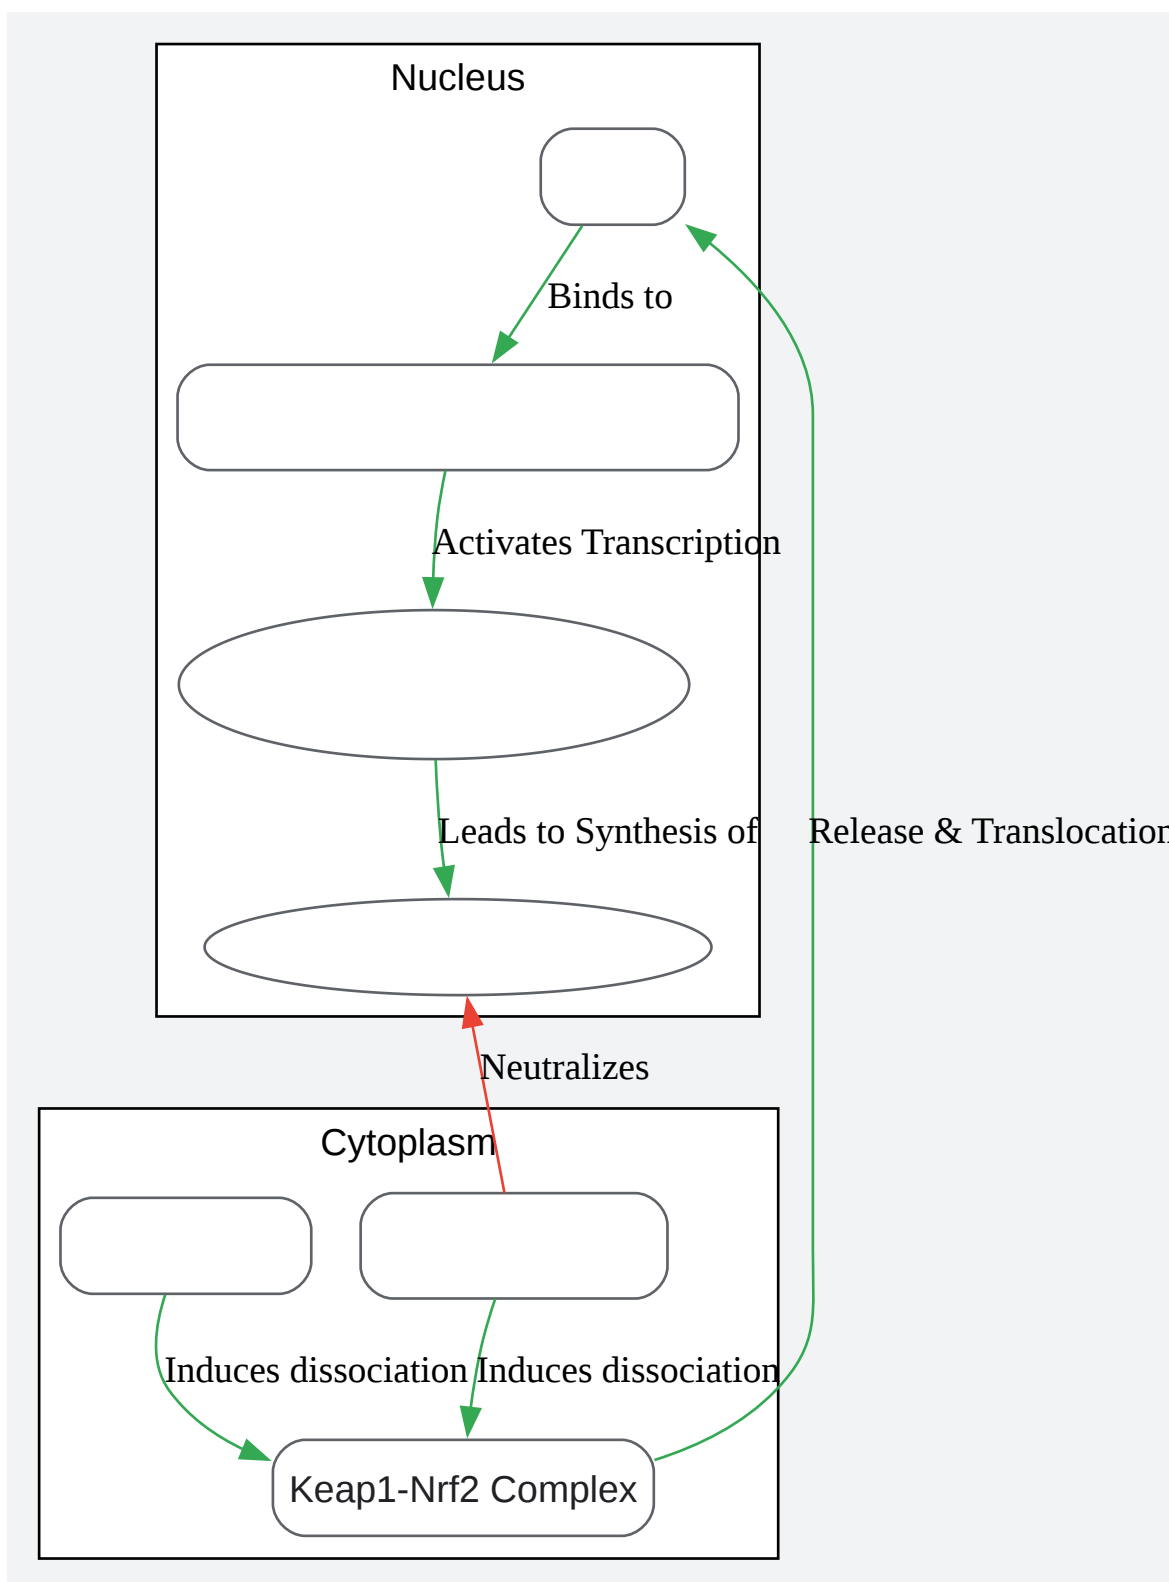 Nucleus
Binds to
Activates Transcription
Leads to Synthesis of
Release & Translocation
Neutralizes
Cytoplasm
Induces dissociation
Induces dissociation
Keap1-Nrf2 Complex